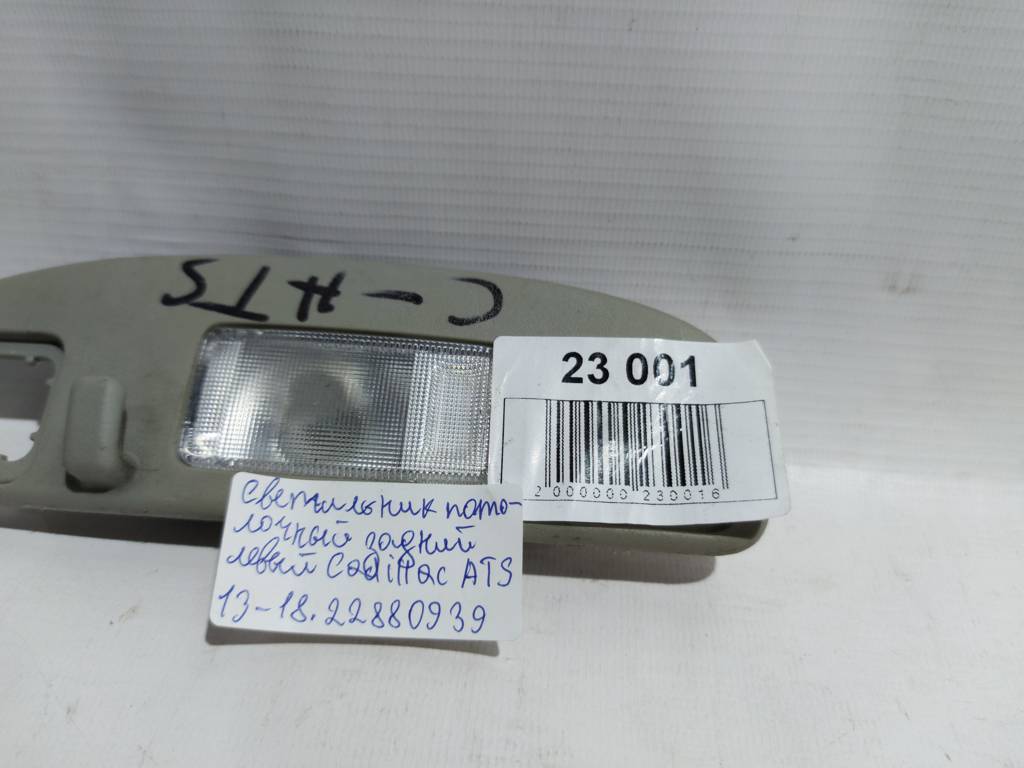 C-ATS
23 001
2 000000 230016
Светильник пото-
лочный задний
левый Cadillac ATS
13-18.22880939